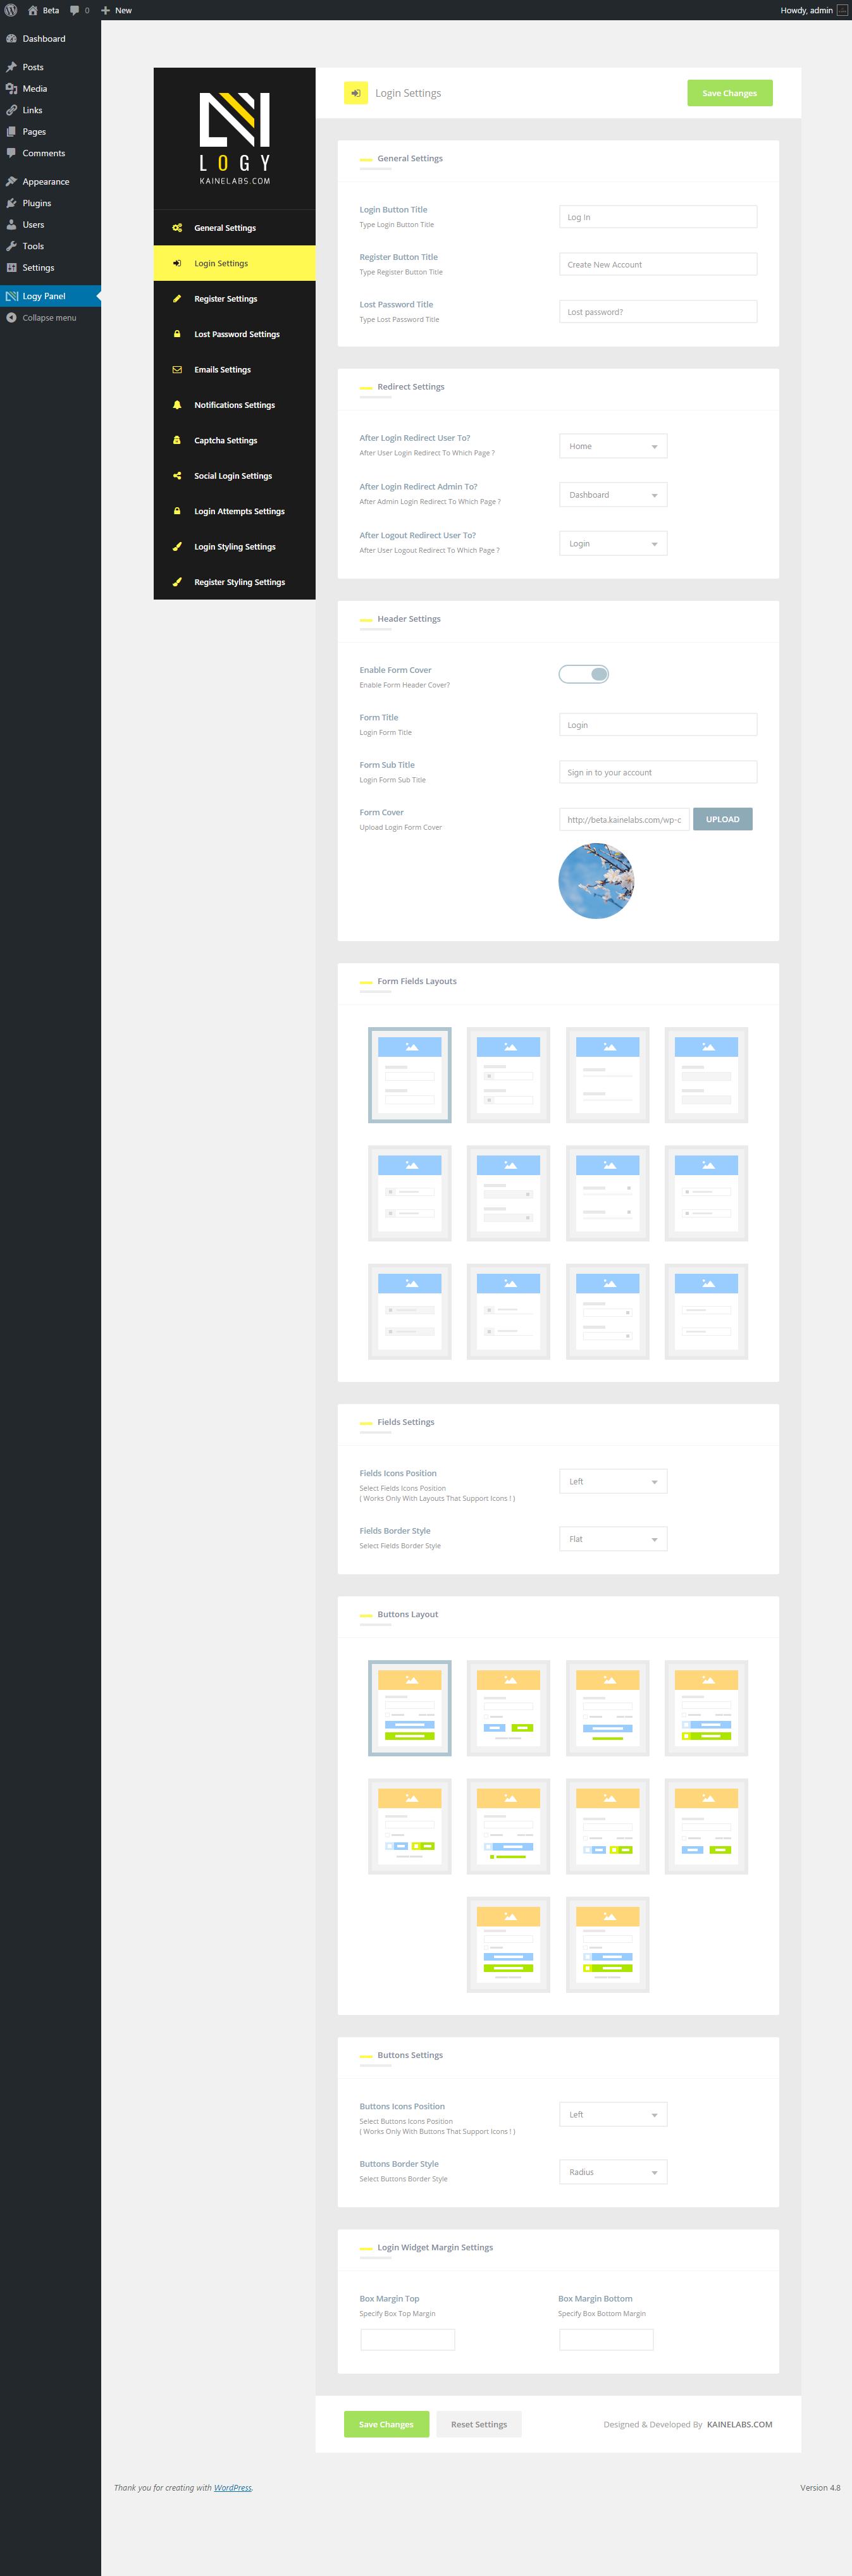 Beta
0
New
Howdy, admin
Dashboard
Posts
Media
Links
Pages
Comments
Appearance
Plugins
Users
Tools
Settings
Logy Panel
Collapse menu
LOGY
KAINELABS.COM
General Settings
Login Settings
Register Settings
Lost Password Settings
Emails Settings
Notifications Settings
Captcha Settings
Social Login Settings
Login Attempts Settings
Login Styling Settings
Register Styling Settings
Login Settings
Save Changes
General Settings
Login Button Title
Type Login Button Title
Log In
Register Button Title
Type Register Button Title
Create New Account
Lost Password Title
Type Lost Password Title
Lost password?
Redirect Settings
After Login Redirect User To?
After User Login Redirect To Which Page ?
Home
After Login Redirect Admin To?
After Admin Login Redirect To Which Page ?
Dashboard
After Logout Redirect User To?
After User Logout Redirect To Which Page ?
Login
Header Settings
Enable Form Cover
Enable Form Header Cover?
Form Title
Login Form Title
Login
Form Sub Title
Login Form Sub Title
Sign in to your account
Form Cover
Upload Login Form Cover
http://beta.kainelabs.com/wp-c
UPLOAD
Form Fields Layouts
Fields Settings
Fields Icons Position
Select Fields Icons Position
( Works Only With Layouts That Support Icons ! )
Left
Fields Border Style
Select Fields Border Style
Flat
Buttons Layout
Buttons Settings
Buttons Icons Position
Select Buttons Icons Position
( Works Only With Buttons That Support Icons ! )
Left
Buttons Border Style
Select Buttons Border Style
Radius
Login Widget Margin Settings
Box Margin Top
Specify Box Top Margin
Box Margin Bottom
Specify Box Bottom Margin
Save Changes
Reset Settings
Designed & Developed By KAINELABS.COM
Thank you for creating with WordPress.
Version 4.8